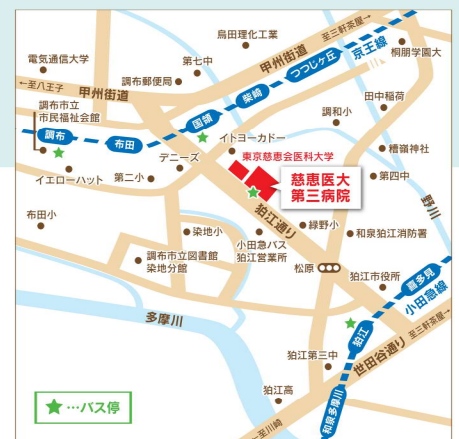 鳥田理化工業
至三軒茶屋→
電気通信大学
第七中
甲州街道
京王線
桐朋学園大
つつじヶ丘
←至八王子
甲州街道
調布郵便局
柴崎
田中稲荷
調布市立
市民福祉会館
国領
調和小
調布
布田
イトーヨーカドー
糟嶺神社
デニーズ
東京慈恵会医科大学
慈恵医大
第三病院
イエローハット
第二小
第四中
野川
布田小
狛江通り
染地小
緑野小
小田急バス
狛江営業所
和泉狛江消防署
調布市立図書館
染地分館
松原
狛江市役所
喜多見
小田急線
多摩川
狛江
至三軒茶屋→
世田谷通り
狛江第三中
狛江高
★…バス停
←至川崎
和泉多摩川